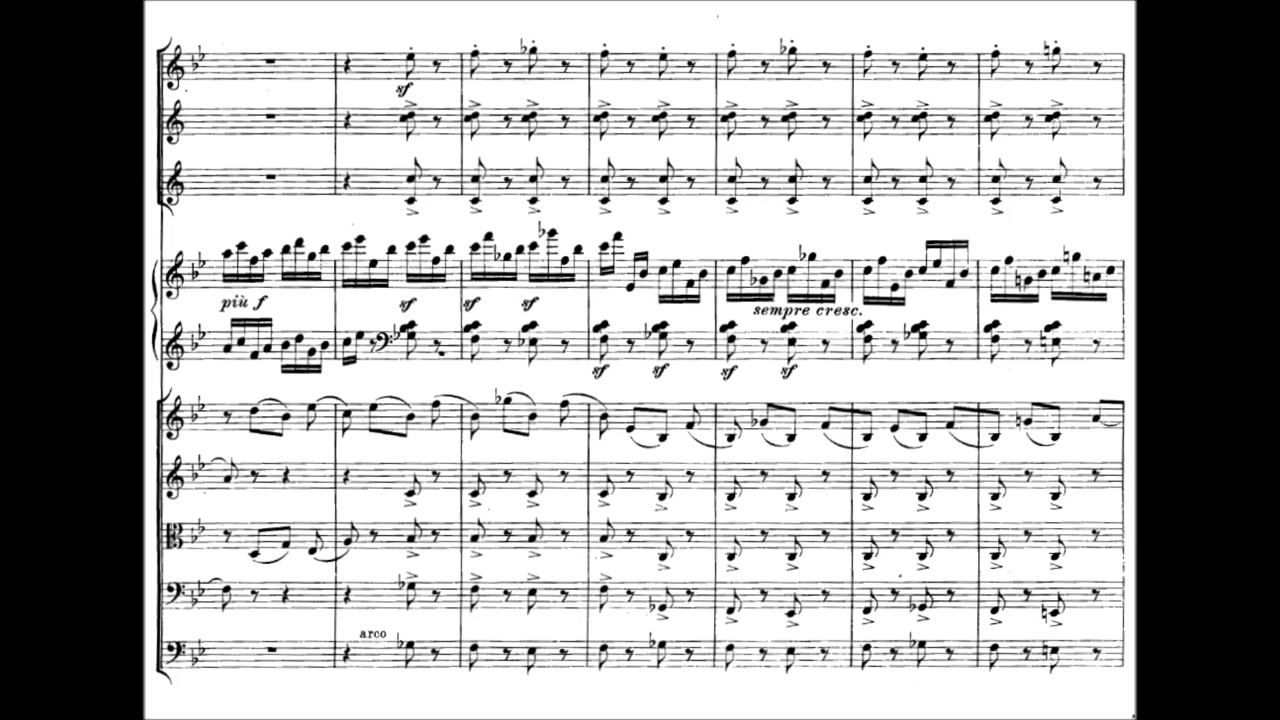 sf
più f
sf sf sf
sempre cresc.
sf sf sf sf
arco